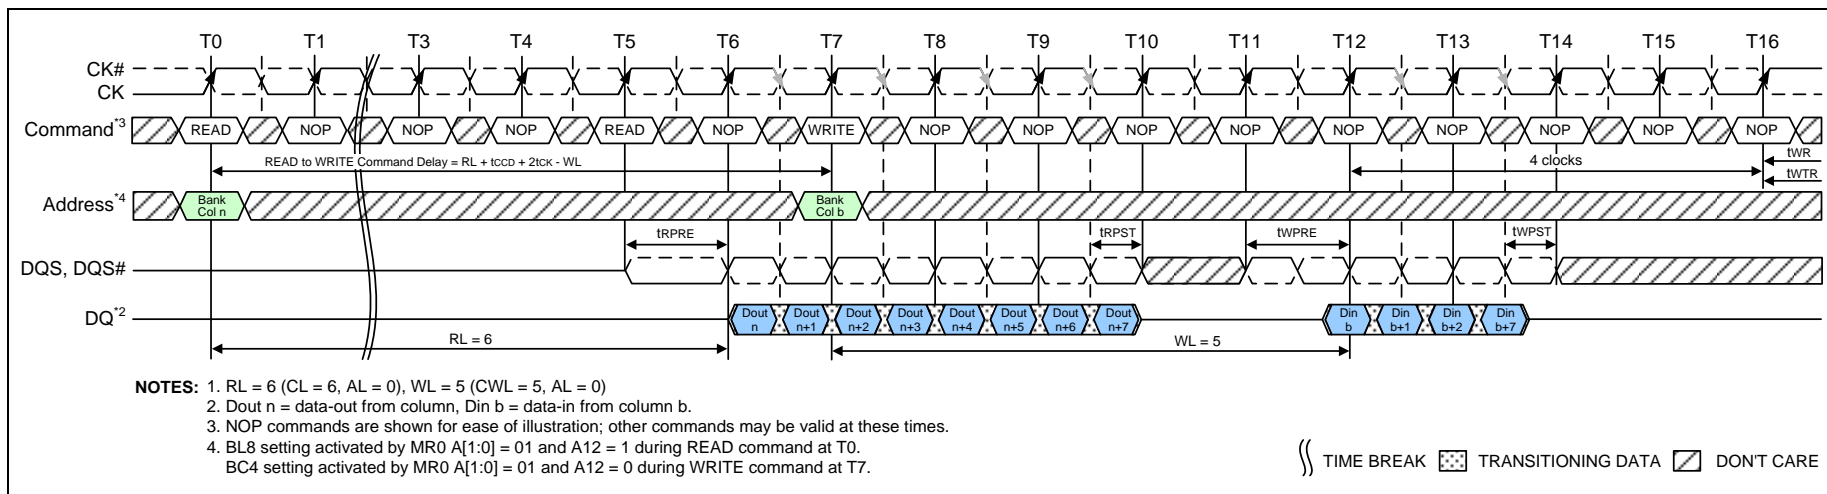 T0 T1 T3 T4 T5 T6 T7 T8 T9 T10 T11 T12 T13 T14 T15 T16
CK#
CK
Command*3 READ NOP NOP NOP READ NOP WRITE NOP NOP NOP NOP NOP NOP NOP NOP NOP
READ to WRITE Command Delay = RL + tCCD + 2tCK - WL
4 clocks
tWR
tWTR
Address*4
Bank Col n
Bank Col b
tRPRE tRPST tWPRE tWPST
DQS, DQS#
DQ*2
Dout n Dout n+1 Dout n+2 Dout n+3 Dout n+4 Dout n+5 Dout n+6 Dout n+7 Din b Din b+1 Din b+2 Din b+7
RL = 6
WL = 5
NOTES: 1. RL = 6 (CL = 6, AL = 0), WL = 5 (CWL = 5, AL = 0)
2. Dout n = data-out from column, Din b = data-in from column b.
3. NOP commands are shown for ease of illustration; other commands may be valid at these times.
4. BL8 setting activated by MR0 A[1:0] = 01 and A12 = 1 during READ command at T0.
BC4 setting activated by MR0 A[1:0] = 01 and A12 = 0 during WRITE command at T7.
TIME BREAK TRANSITIONING DATA DON'T CARE